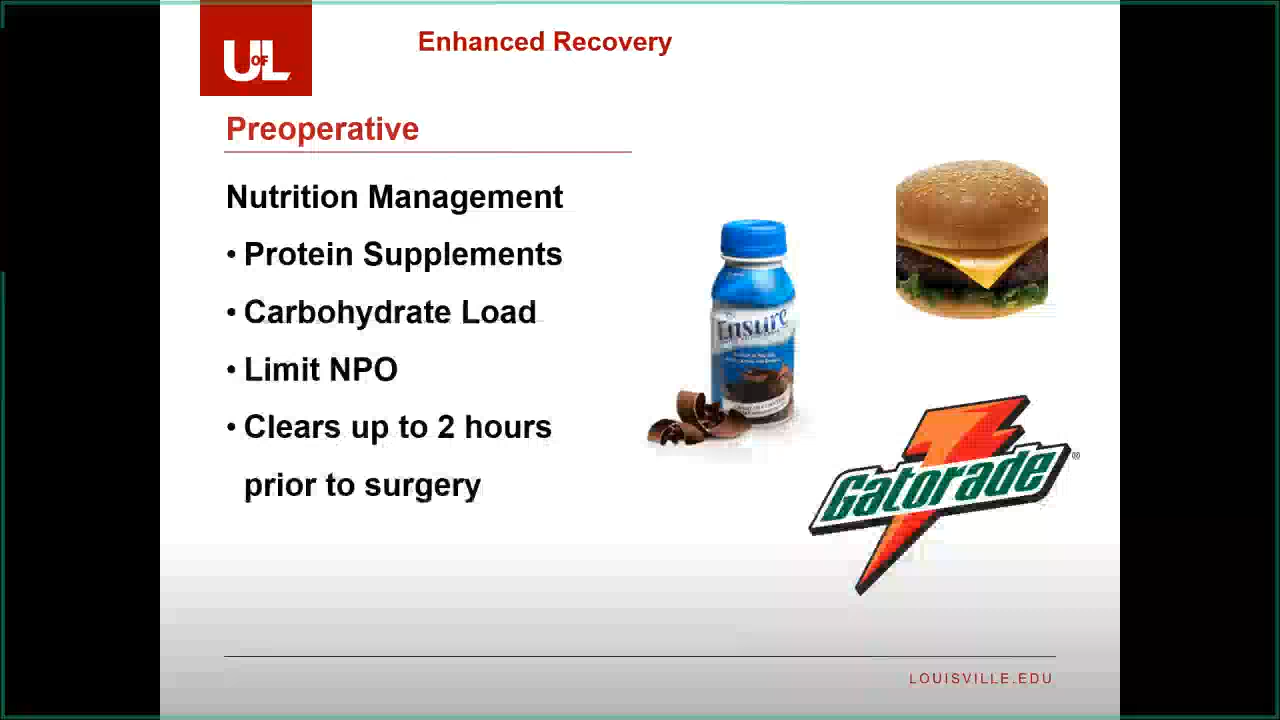 UofL
Enhanced Recovery
Preoperative
Nutrition Management
• Protein Supplements
• Carbohydrate Load
• Limit NPO
• Clears up to 2 hours
prior to surgery
Ensure
Gatorade®
LOUISVILLE.EDU